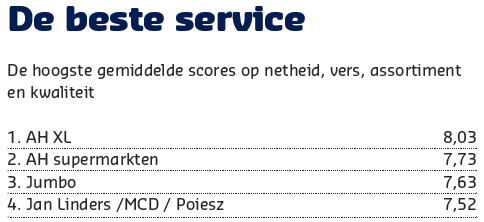 De beste service
De hoogste gemiddelde scores op netheid, vers, assortiment
en kwaliteit
1. AH XL 8,03
2. AH supermarkten 7,73
3. Jumbo 7,63
4. Jan Linders /MCD / Poiesz 7,52